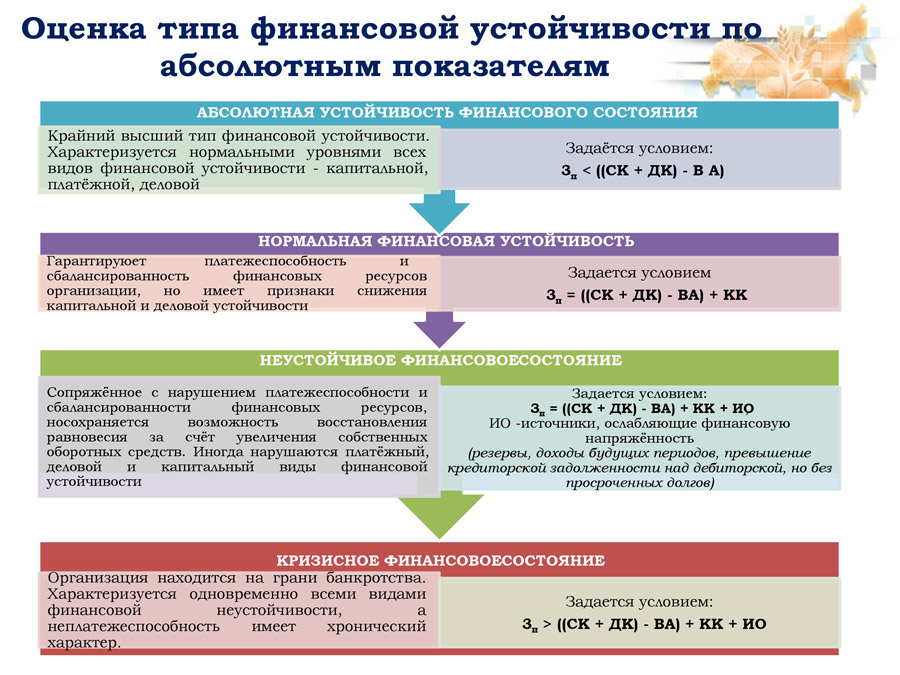 Оценка типа финансовой устойчивости по
абсолютным показателям
АБСОЛЮТНАЯ УСТОЙЧИВОСТЬ ФИНАНСОВОГО СОСТОЯНИЯ
Крайний высший тип финансовой устойчивости.
Характеризуется нормальными уровнями всех
видов финансовой устойчивости - капитальной,
платёжной, деловой
Задаётся условием:
Зп < ((СК + ДК) - В А)
НОРМАЛЬНАЯ ФИНАНСОВАЯ УСТОЙЧИВОСТЬ
Гарантируюет платежеспособность и
сбалансированность финансовых ресурсов
организации, но имеет признаки снижения
капитальной и деловой устойчивости
Задается условием
Зп = ((СК + ДК) - ВА) + КК
НЕУСТОЙЧИВОЕ ФИНАНСОВОЕСОСТОЯНИЕ
Сопряжённое с нарушением платежеспособности и
сбалансированности финансовых ресурсов,
носохраняется возможность восстановления
равновесия за счёт увеличения собственных
оборотных средств. Иногда нарушаются платёжный,
деловой и капитальный виды финансовой
устойчивости
Задается условием:
Зп = ((СК + ДК) - ВА) + КК + ИО
ИО -источники, ослабляющие финансовую
напряжённость
(резервы, доходы будущих периодов, превышение
кредиторской задолженности над дебиторской, но без
просроченных долгов)
КРИЗИСНОЕ ФИНАНСОВОЕСОСТОЯНИЕ
Организация находится на грани банкротства.
Характеризуется одновременно всеми видами
финансовой неустойчивости, а
неплатежеспособность имеет хронический
характер.
Задается условием:
Зп > ((СК + ДК) - ВА) + КК + ИО